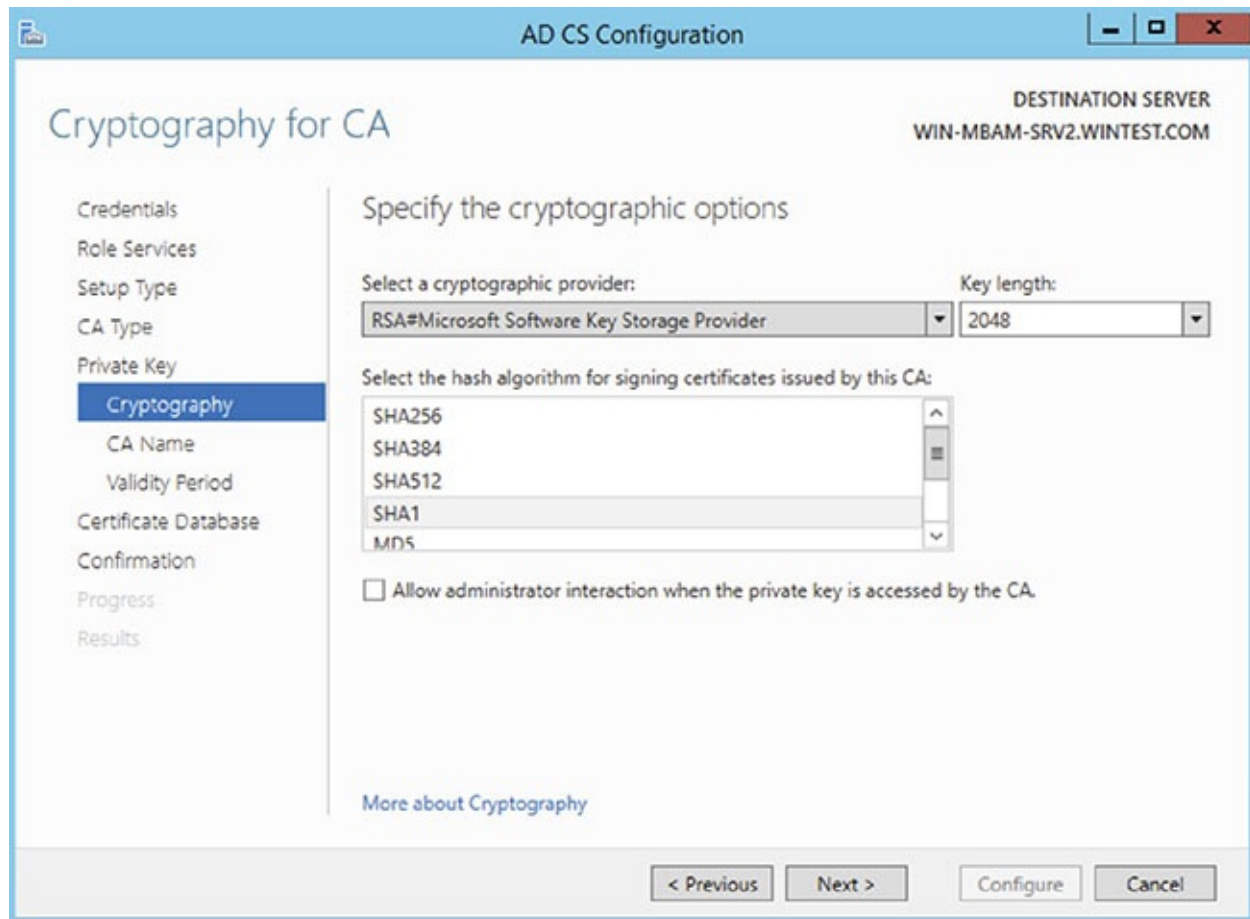 AD CS Configuration
Cryptography for CA
DESTINATION SERVER
WIN-MBAM-SRV2.WINTEST.COM
Credentials
Role Services
Setup Type
CA Type
Private Key
Cryptography
CA Name
Validity Period
Certificate Database
Confirmation
Progress
Results
Specify the cryptographic options
Select a cryptographic provider:
Key length:
RSA#Microsoft Software Key Storage Provider
2048
Select the hash algorithm for signing certificates issued by this CA:
SHA256
SHA384
SHA512
SHA1
MD5
Allow administrator interaction when the private key is accessed by the CA.
More about Cryptography
< Previous
Next >
Configure
Cancel